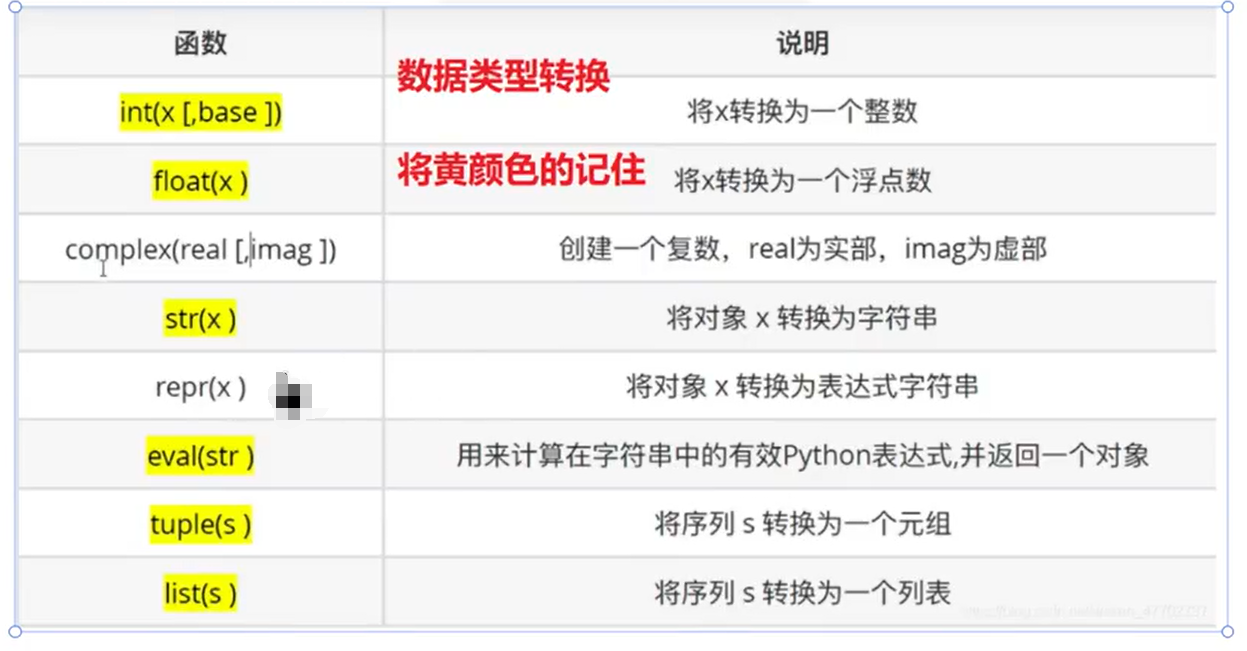 函数 说明
数据类型转换
int(x [,base ]) 将x转换为一个整数
将黄颜色的记住
float(x ) 将x转换为一个浮点数
complex(real [,imag ]) 创建一个复数，real为实部，imag为虚部
str(x ) 将对象 x 转换为字符串
repr(x ) 将对象 x 转换为表达式字符串
eval(str ) 用来计算在字符串中的有效Python表达式,并返回一个对象
tuple(s ) 将序列 s 转换为一个元组
list(s ) 将序列 s 转换为一个列表